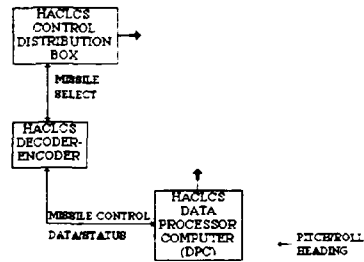 HACLCS
CONTROL
DISTRIBUTION
BOX
MISSILE
SELECT
HACLCS
DECODER-
ENCODER
MISSILE CONTROL
DATA/STATUS
HACLCS
DATA
PROCESSOR
COMPUTER
(DPC)
PITCH/ROLL
HEADING